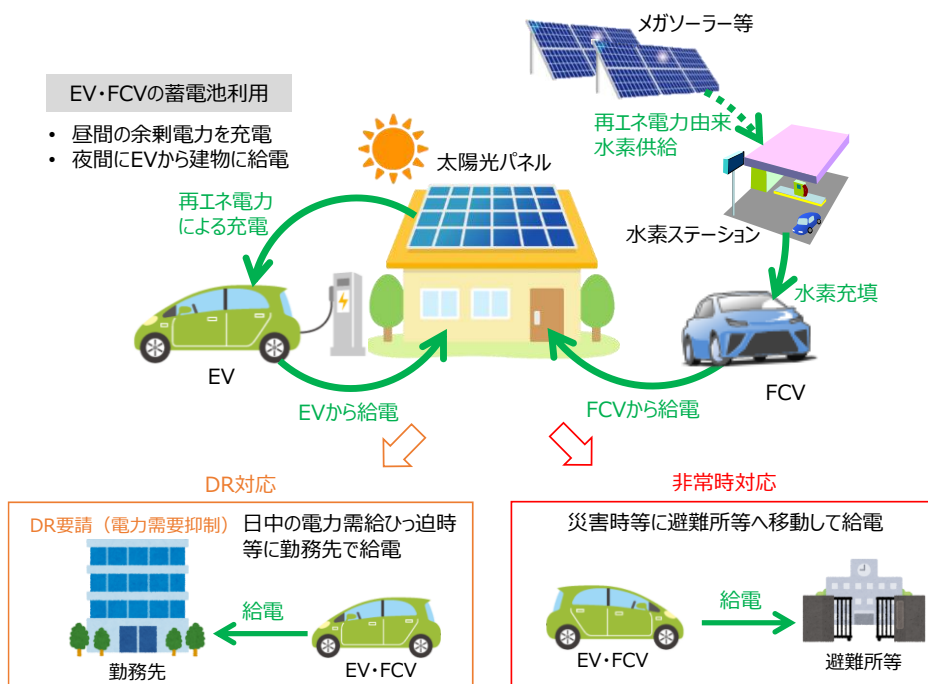 メガソーラー等
EV・FCVの蓄電池利用
• 昼間の余剰電力を充電
• 夜間にEVから建物に給電
再エネ電力由来
水素供給
太陽光パネル
再エネ電力
による充電
水素ステーション
水素充填
EV
FCV
EVから給電
FCVから給電
DR対応
非常時対応
DR要請（電力需要抑制）
日中の電力需給ひっ迫時
等に勤務先で給電
災害時等に避難所等へ移動して給電
給電
給電
勤務先
EV・FCV
EV・FCV
避難所等